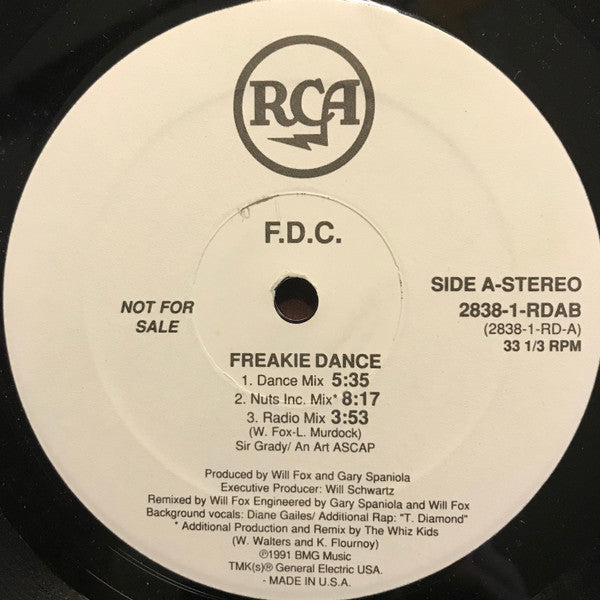 RCA
F.D.C.
NOT FOR
SALE
SIDE A-STEREO
2838-1-RDAB
(2838-1-RD-A)
33 1/3 RPM
FREAKIE DANCE
1. Dance Mix 5:35
2. Nuts Inc. Mix* 8:17
3. Radio Mix 3:53
(W. Fox-L. Murdock)
Sir Grady/ An Art ASCAP
Produced by Will Fox and Gary Spaniola
Executive Producer: Will Schwartz
Remixed by Will Fox Engineered by Gary Spaniola and Will Fox
Background vocals: Diane Gailes/ Additional Rap: "T. Diamond"
* Additional Production and Remix by The Whiz Kids
(W. Walters and K. Flournoy)
℗1991 BMG Music
TMK(s)® General Electric USA.
- MADE IN U.S.A.